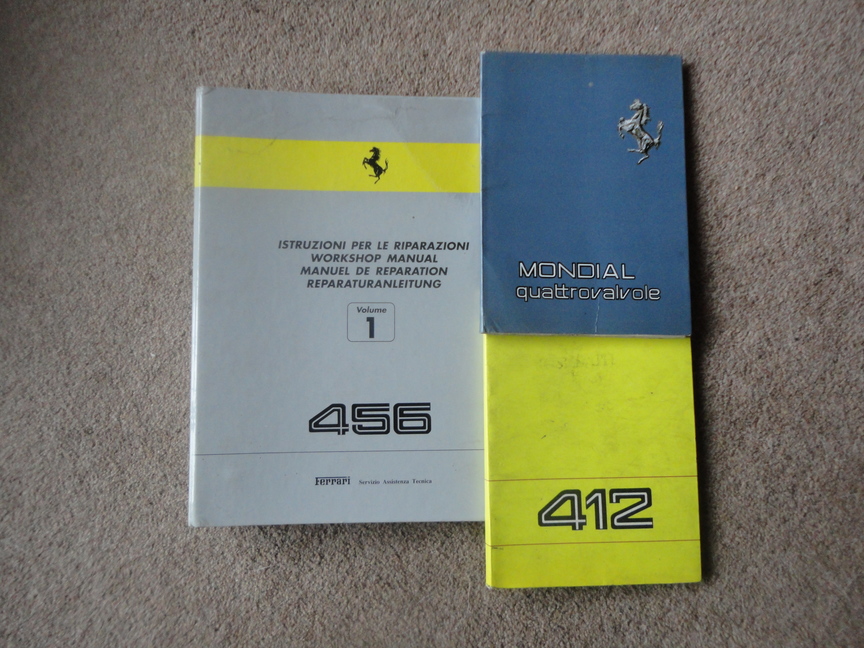 ISTRUZIONI PER LE RIPARAZIONI
WORKSHOP MANUAL
MANUEL DE REPARATION
REPARATURANLEITUNG
Volume
1
456
Ferrari Servizio Assistenza Tecnica
MONDIAL
quattrovalvole
412